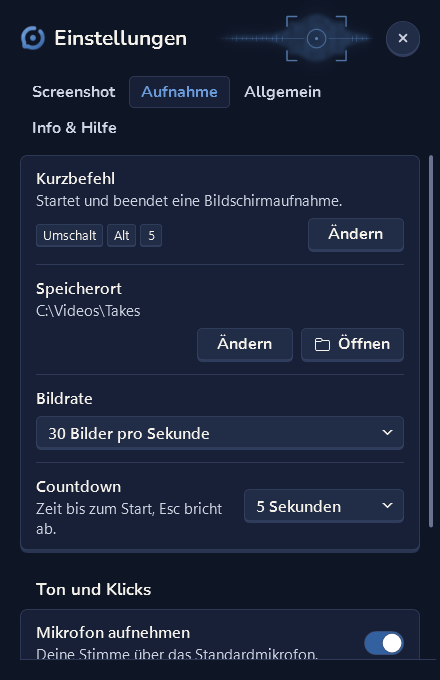 Einstellungen
Screenshot
Aufnahme
Allgemein
Info & Hilfe
Kurzbefehl
Startet und beendet eine Bildschirmaufnahme.
Umschalt Alt 5
Ändern
Speicherort
C:\Videos\Takes
Ändern
Öffnen
Bildrate
30 Bilder pro Sekunde
Countdown
Zeit bis zum Start, Esc bricht
ab.
5 Sekunden
Ton und Klicks
Mikrofon aufnehmen
Deine Stimme über das Standardmikrofon.